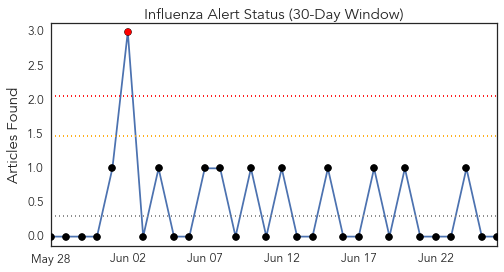 Influenza Alert Status (30-Day Window)
Articles Found
3.0
2.5
2.0
1.5
1.0
0.5
0.0
May 28
Jun 02
Jun 07
Jun 12
Jun 17
Jun 22